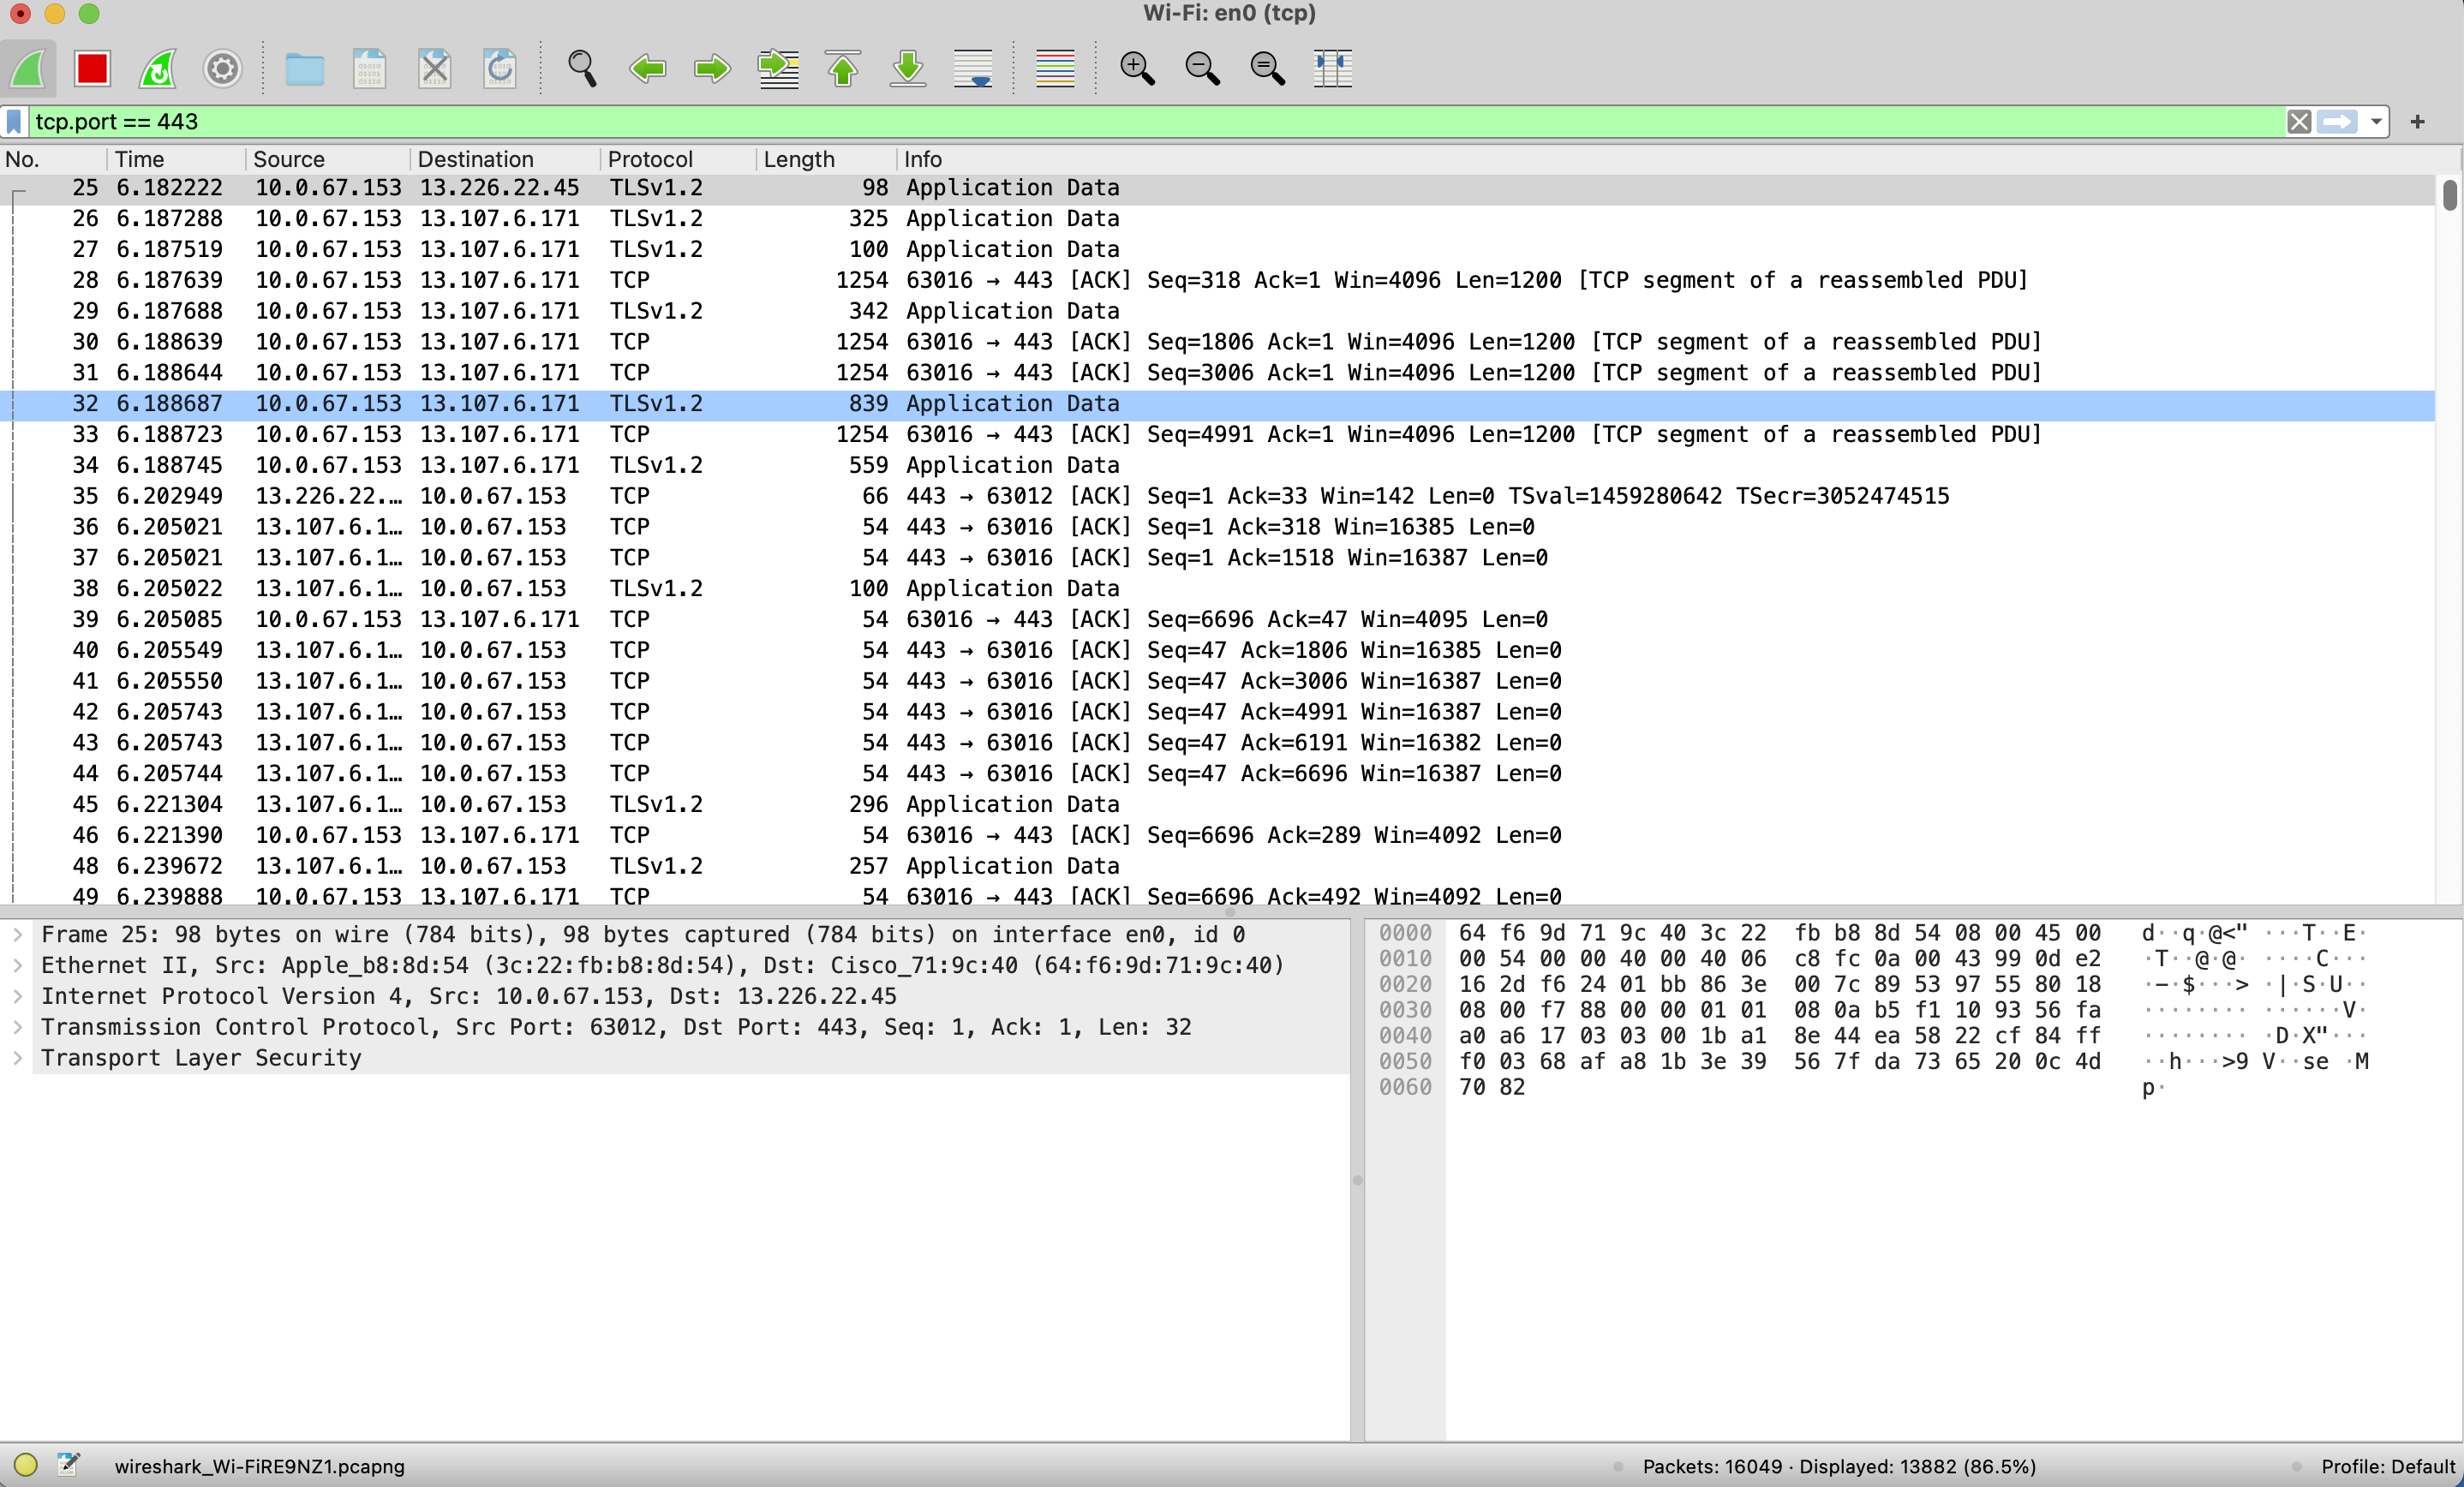 Wi-Fi: en0 (tcp)
tcp.port == 443
No. Time Source Destination Protocol Length Info
25 6.182222 10.0.67.153 13.226.22.45 TLSv1.2 98 Application Data
26 6.187288 10.0.67.153 13.107.6.171 TLSv1.2 325 Application Data
27 6.187519 10.0.67.153 13.107.6.171 TLSv1.2 100 Application Data
28 6.187639 10.0.67.153 13.107.6.171 TCP 1254 63016 → 443 [ACK] Seq=318 Ack=1 Win=4096 Len=1200 [TCP segment of a reassembled PDU]
29 6.187688 10.0.67.153 13.107.6.171 TLSv1.2 342 Application Data
30 6.188639 10.0.67.153 13.107.6.171 TCP 1254 63016 → 443 [ACK] Seq=1806 Ack=1 Win=4096 Len=1200 [TCP segment of a reassembled PDU]
31 6.188644 10.0.67.153 13.107.6.171 TCP 1254 63016 → 443 [ACK] Seq=3006 Ack=1 Win=4096 Len=1200 [TCP segment of a reassembled PDU]
32 6.188687 10.0.67.153 13.107.6.171 TLSv1.2 839 Application Data
33 6.188723 10.0.67.153 13.107.6.171 TCP 1254 63016 → 443 [ACK] Seq=4991 Ack=1 Win=4096 Len=1200 [TCP segment of a reassembled PDU]
34 6.188745 10.0.67.153 13.107.6.171 TLSv1.2 559 Application Data
35 6.202949 13.226.22.… 10.0.67.153 TCP 66 443 → 63012 [ACK] Seq=1 Ack=33 Win=142 Len=0 TSval=1459280642 TSecr=3052474515
36 6.205021 13.107.6.1… 10.0.67.153 TCP 54 443 → 63016 [ACK] Seq=1 Ack=318 Win=16385 Len=0
37 6.205021 13.107.6.1… 10.0.67.153 TCP 54 443 → 63016 [ACK] Seq=1 Ack=1518 Win=16387 Len=0
38 6.205022 13.107.6.1… 10.0.67.153 TLSv1.2 100 Application Data
39 6.205085 10.0.67.153 13.107.6.171 TCP 54 63016 → 443 [ACK] Seq=6696 Ack=47 Win=4095 Len=0
40 6.205549 13.107.6.1… 10.0.67.153 TCP 54 443 → 63016 [ACK] Seq=47 Ack=1806 Win=16385 Len=0
41 6.205550 13.107.6.1… 10.0.67.153 TCP 54 443 → 63016 [ACK] Seq=47 Ack=3006 Win=16387 Len=0
42 6.205743 13.107.6.1… 10.0.67.153 TCP 54 443 → 63016 [ACK] Seq=47 Ack=4991 Win=16387 Len=0
43 6.205743 13.107.6.1… 10.0.67.153 TCP 54 443 → 63016 [ACK] Seq=47 Ack=6191 Win=16382 Len=0
44 6.205744 13.107.6.1… 10.0.67.153 TCP 54 443 → 63016 [ACK] Seq=47 Ack=6696 Win=16387 Len=0
45 6.221304 13.107.6.1… 10.0.67.153 TLSv1.2 296 Application Data
46 6.221390 10.0.67.153 13.107.6.171 TCP 54 63016 → 443 [ACK] Seq=6696 Ack=289 Win=4092 Len=0
48 6.239672 13.107.6.1… 10.0.67.153 TLSv1.2 257 Application Data
49 6.239888 10.0.67.153 13.107.6.171 TCP 54 63016 → 443 [ACK] Seq=6696 Ack=492 Win=4092 Len=0
Frame 25: 98 bytes on wire (784 bits), 98 bytes captured (784 bits) on interface en0, id 0
Ethernet II, Src: Apple_b8:8d:54 (3c:22:fb:b8:8d:54), Dst: Cisco_71:9c:40 (64:f6:9d:71:9c:40)
Internet Protocol Version 4, Src: 10.0.67.153, Dst: 13.226.22.45
Transmission Control Protocol, Src Port: 63012, Dst Port: 443, Seq: 1, Ack: 1, Len: 32
Transport Layer Security
0000 64 f6 9d 71 9c 40 3c 22 fb b8 8d 54 08 00 45 00 d··q·@<" ···T··E·
0010 00 54 00 00 40 00 40 06 c8 fc 0a 00 43 99 0d e2 ·T··@·@· ····C···
0020 16 2d f6 24 01 bb 86 3e 00 7c 89 53 97 55 80 18 ·-·$···> ·|·S·U··
0030 08 00 f7 88 00 00 01 01 08 0a b5 f1 10 93 56 fa ········ ······V·
0040 a0 a6 17 03 03 00 1b a1 8e 44 ea 58 22 cf 84 ff ········ ·D·X"···
0050 f0 03 68 af a8 1b 3e 39 56 7f da 73 65 20 0c 4d ··h···>9 V··se ·M
0060 70 82 p·
wireshark_Wi-FiRE9NZ1.pcapng
Packets: 16049 · Displayed: 13882 (86.5%)
Profile: Default